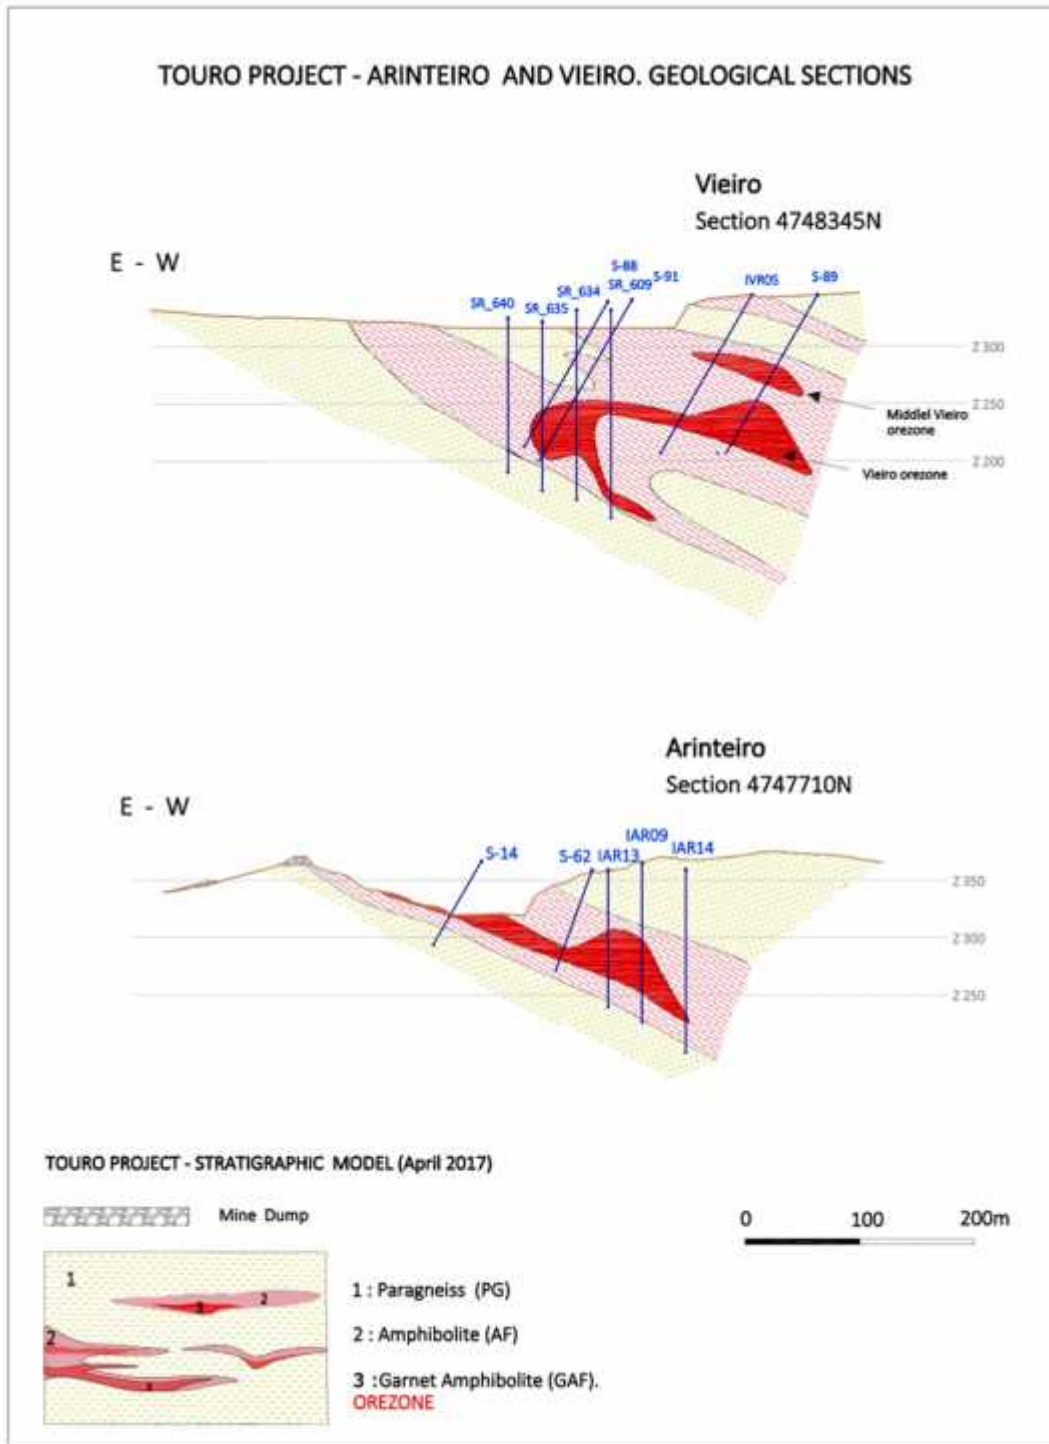 TOURO PROJECT - ARINTEIRO AND VIEIRO. GEOLOGICAL SECTIONS
Vieiro
Section 4748345N
E - W
S-88
SR_640
SR_635
SR_634
SR_609
S-91
IVR05
S-89
Z 300
Z 250
Middlel Vieiro
orezone
Z 200
Vieiro orezone
Arinteiro
Section 4747710N
E - W
S-14
S-62
IAR13
IAR09
IAR14
Z 350
Z 300
Z 250
TOURO PROJECT - STRATIGRAPHIC MODEL (April 2017)
Mine Dump
0 100 200m
1
2
3
2
3
1 : Paragneiss (PG)
2 : Amphibolite (AF)
3 :Garnet Amphibolite (GAF).
OREZONE